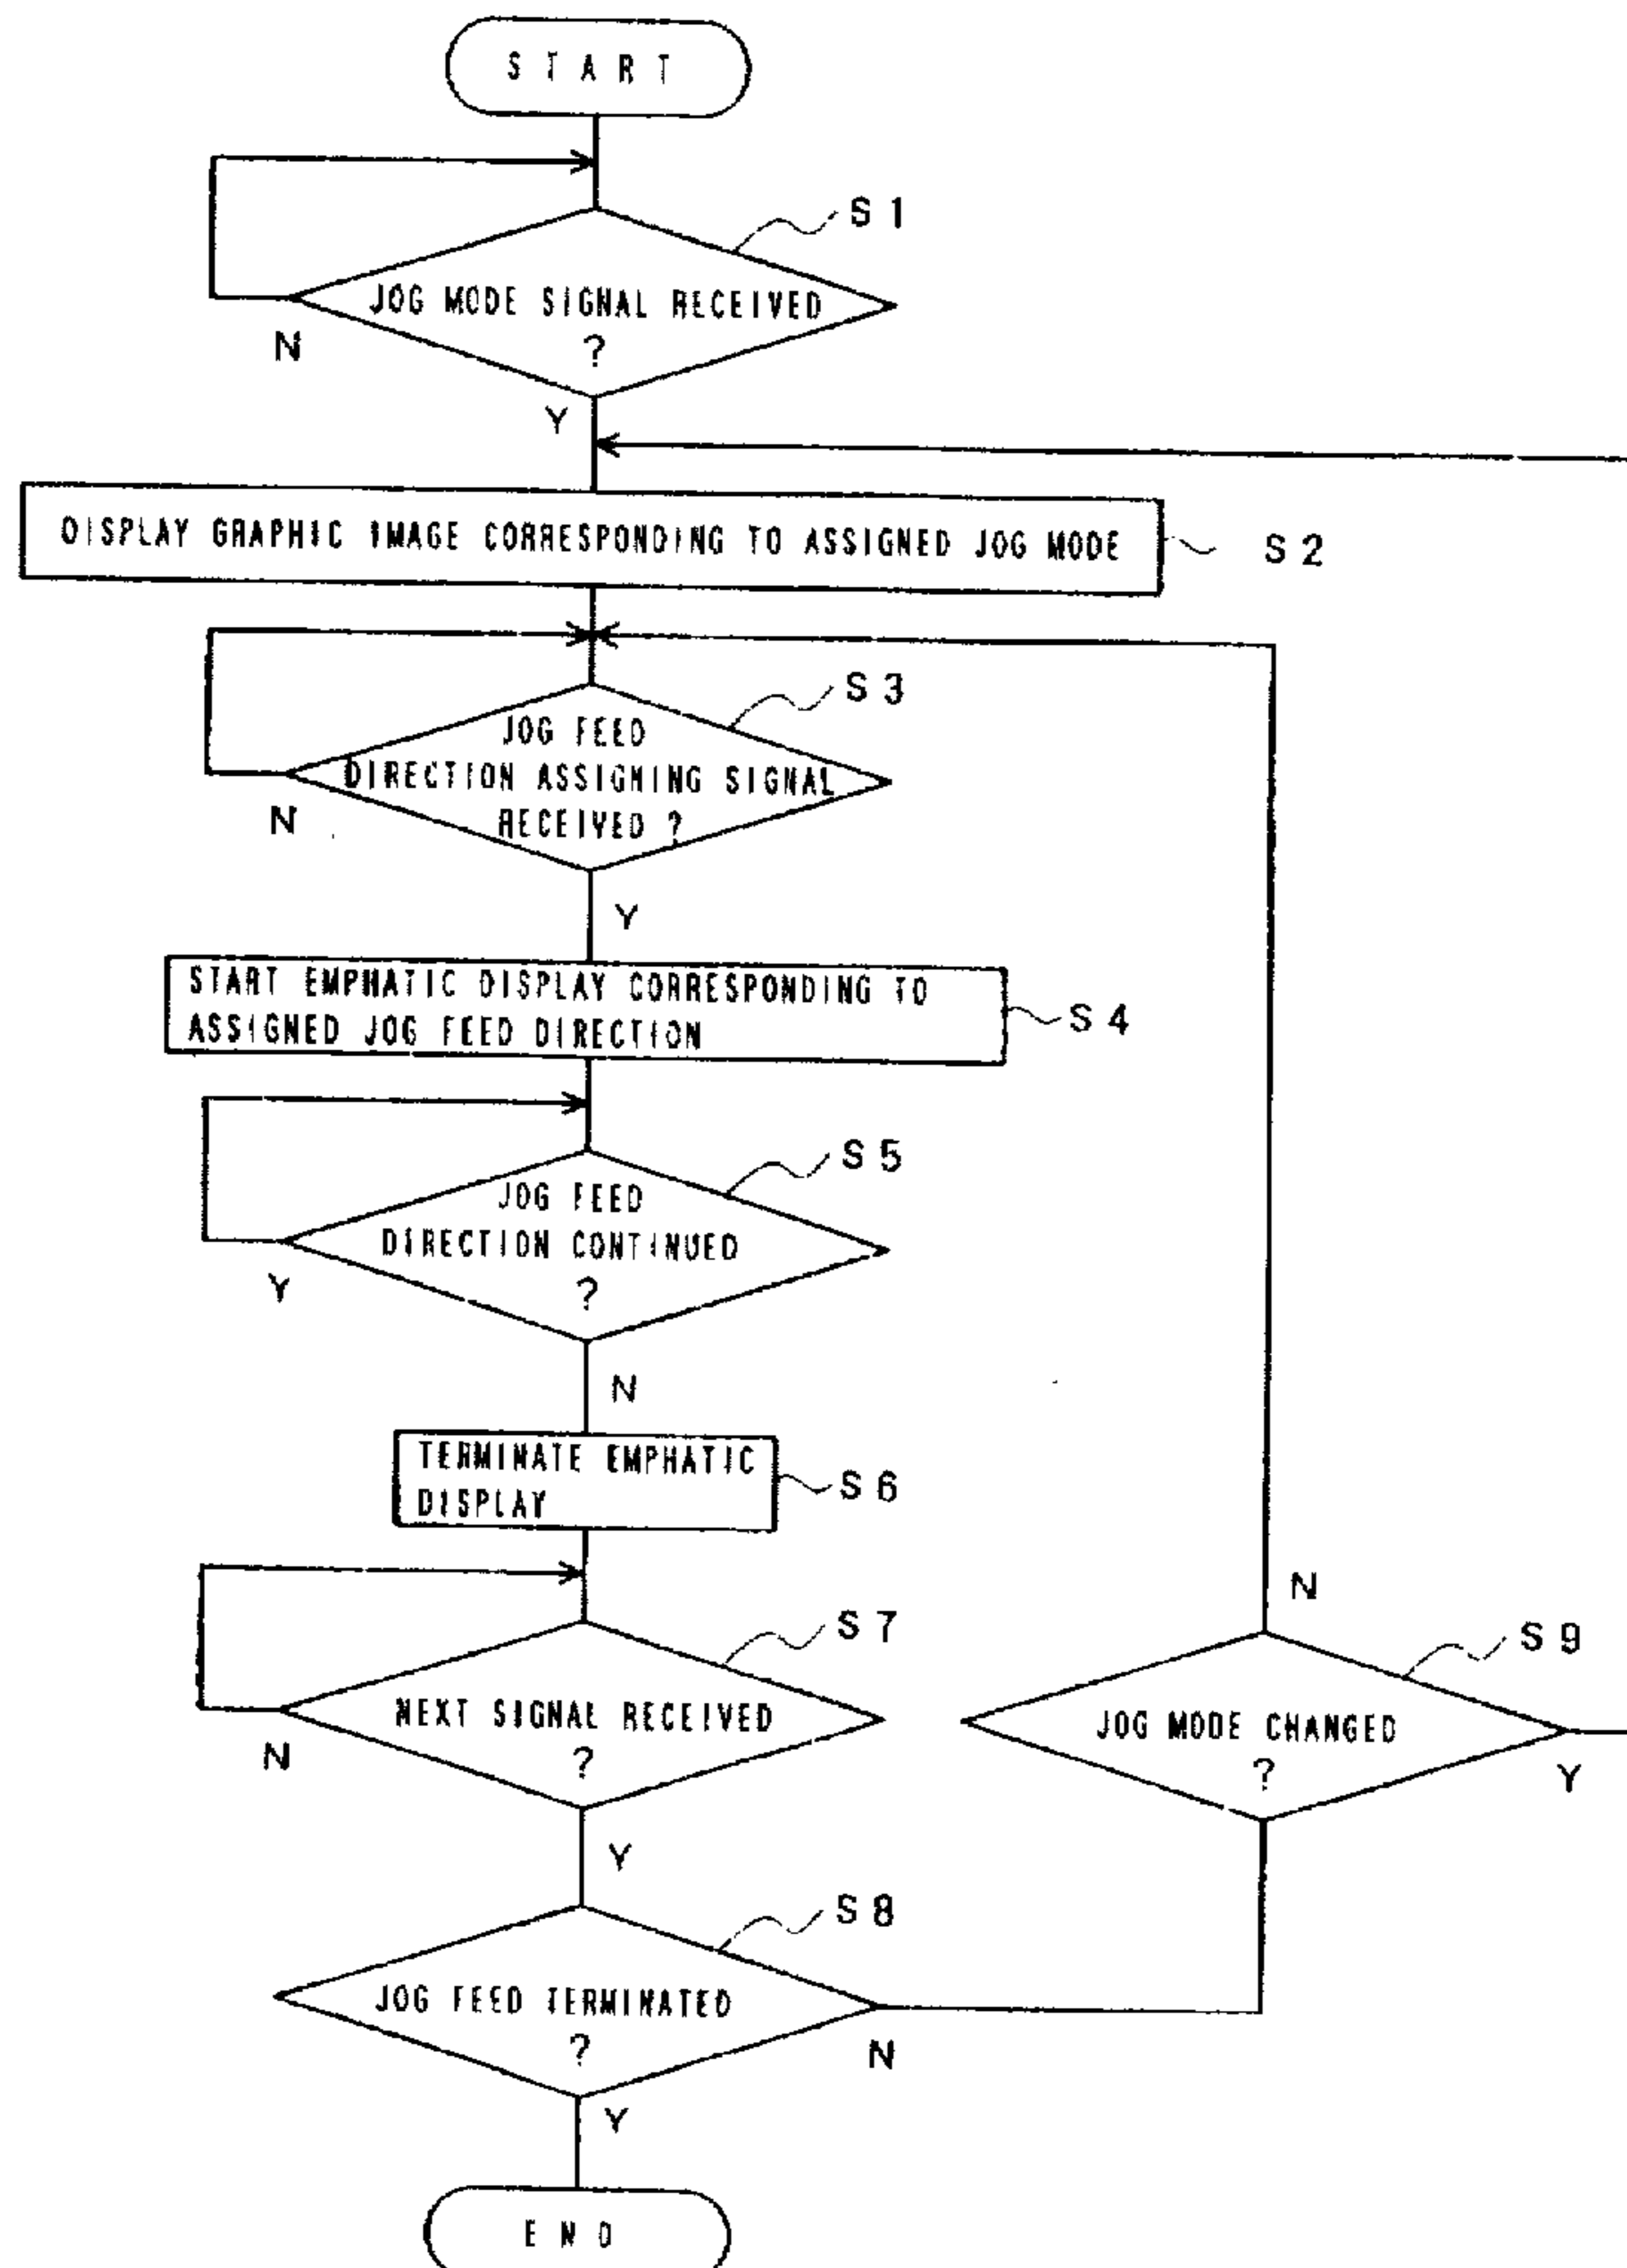 START
S1
JOG MODE SIGNAL RECEIVED
?
N
Y
DISPLAY GRAPHIC IMAGE CORRESPONDING TO ASSIGNED JOG MODE
S2
S3
JOG FEED
DIRECTION ASSIGNING SIGNAL
RECEIVED ?
N
Y
START EMPHATIC DISPLAY CORRESPONDING TO
ASSIGNED JOG FEED DIRECTION
S4
S5
JOG FEED
DIRECTION CONTINUED
?
Y
N
TERMINATE EMPHATIC
DISPLAY
S6
S7
NEXT SIGNAL RECEIVED
?
N
Y
N
S9
JOG MODE CHANGED
?
Y
S8
JOG FEED TERMINATED
?
N
Y
END